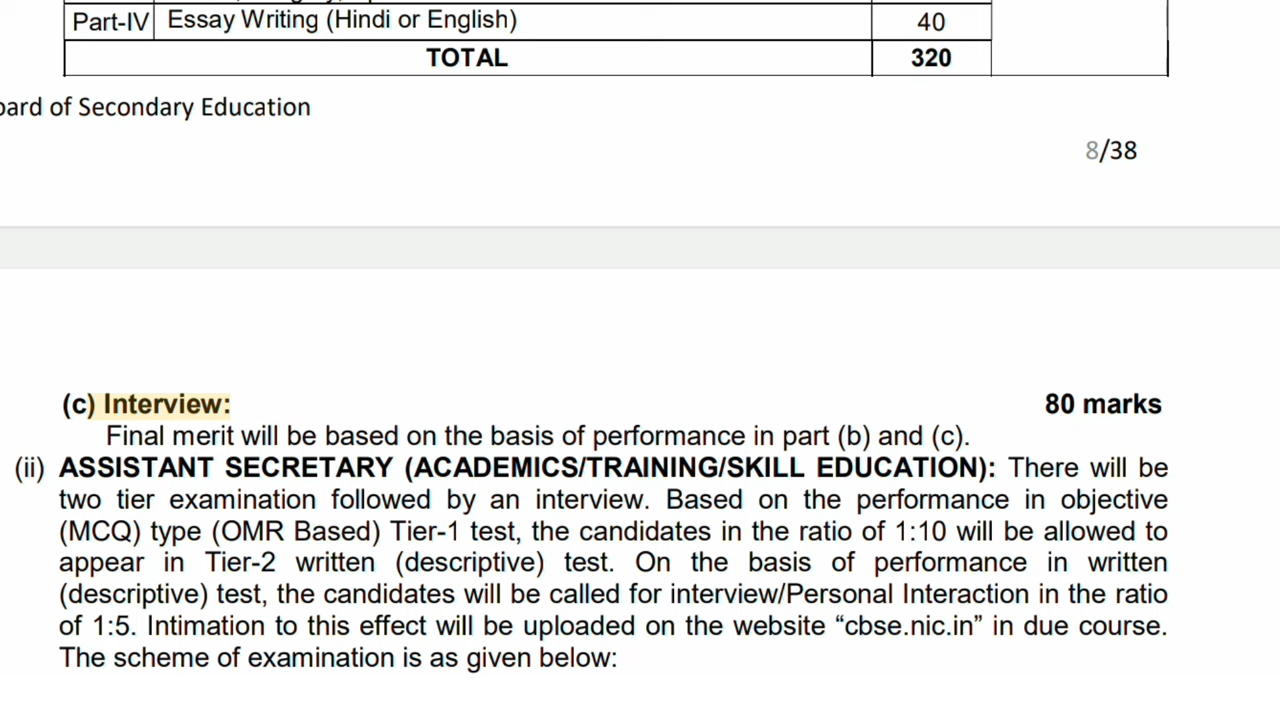 Part-IV Essay Writing (Hindi or English) 40
TOTAL 320
of Secondary Education
8/38
(c) Interview: 80 marks
Final merit will be based on the basis of performance in part (b) and (c).
(ii) ASSISTANT SECRETARY (ACADEMICS/TRAINING/SKILL EDUCATION): There will be
two tier examination followed by an interview. Based on the performance in objective
(MCQ) type (OMR Based) Tier-1 test, the candidates in the ratio of 1:10 will be allowed to
appear in Tier-2 written (descriptive) test. On the basis of performance in written
(descriptive) test, the candidates will be called for interview/Personal Interaction in the ratio
of 1:5. Intimation to this effect will be uploaded on the website “cbse.nic.in” in due course.
The scheme of examination is as given below: